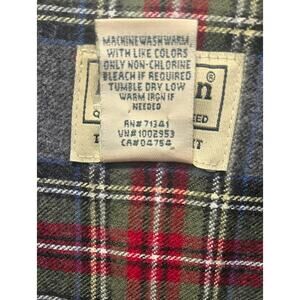 MACHINE WASH WARM,
WITH LIKE COLORS
ONLY NON-CHLORINE
BLEACH IF REQUIRED
TUMBLE DRY LOW
WARM IRON IF
NEEDED
RN# 71341
VN# 1002953
CA# 04754
n®